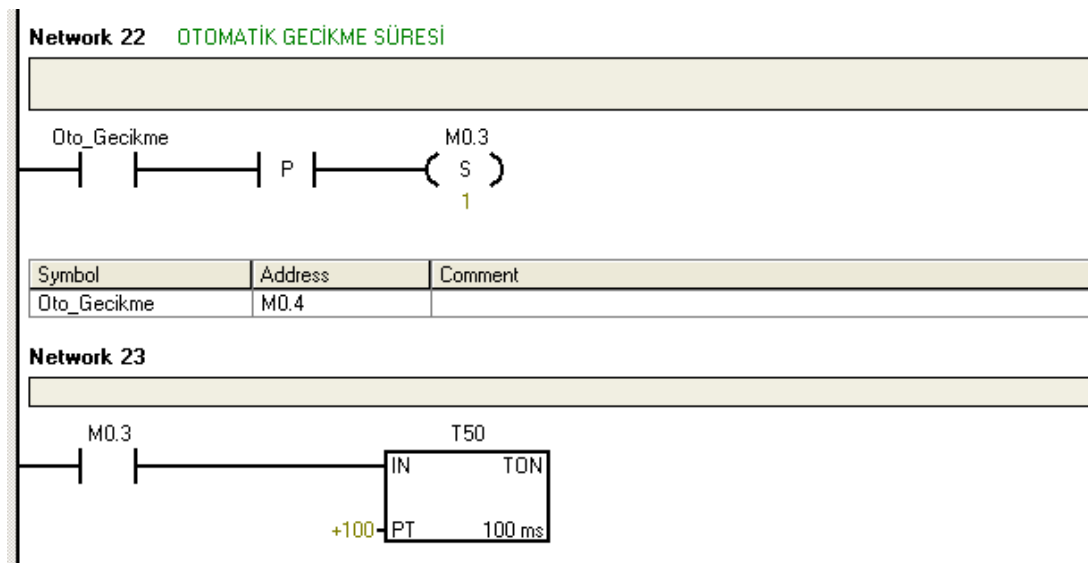 Network 22 OTOMATİK GECİKME SÜRESİ
Oto_Gecikme M0.3
P S
1
Symbol Address Comment
Oto_Gecikme M0.4
Network 23
M0.3 T50
IN TON
+100 PT 100 ms